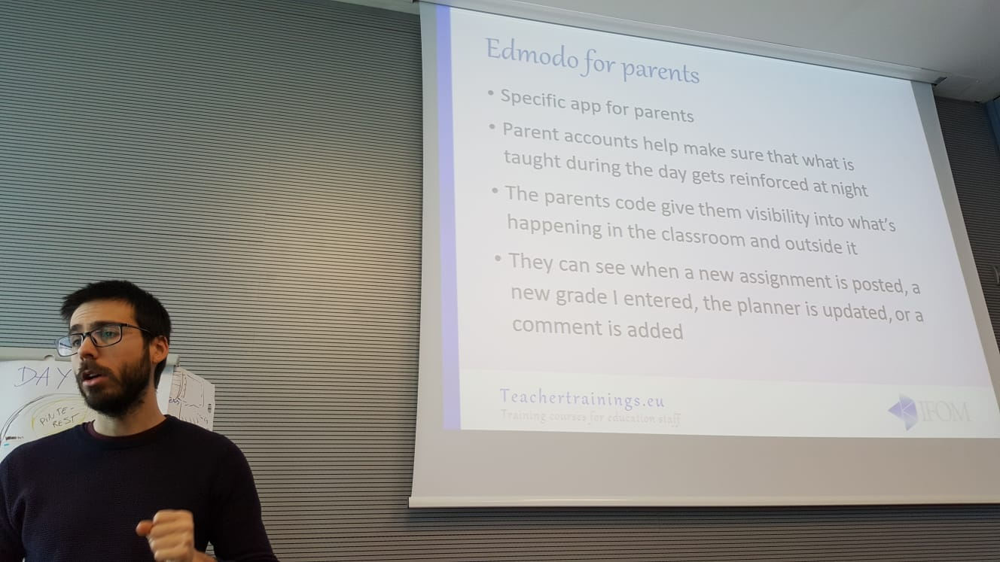 Edmodo for parents
• Specific app for parents
• Parent accounts help make sure that what is
taught during the day gets reinforced at night
• The parents code give them visibility into what's
happening in the classroom and outside it
• They can see when a new assignment is posted, a
new grade I entered, the planner is updated, or a
comment is added
Teachertrainings.eu
Training courses for education staff
IFOM
DAY
PINTE-
REST